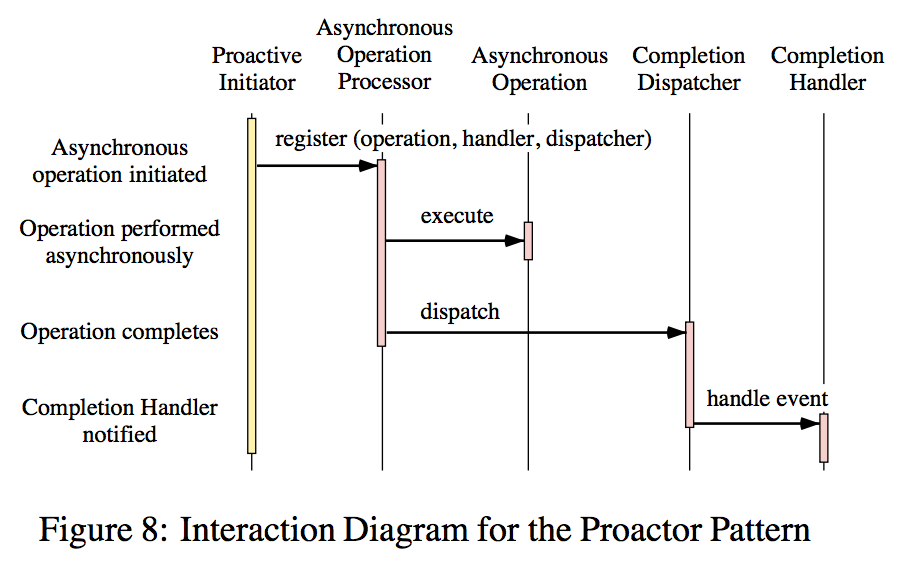 Proactive
Initiator
Asynchronous
Operation
Processor
Asynchronous
Operation
Completion
Dispatcher
Completion
Handler
Asynchronous
operation initiated
register (operation, handler, dispatcher)
Operation performed
asynchronously
execute
Operation completes
dispatch
Completion Handler
notified
handle event
Figure 8: Interaction Diagram for the Proactor Pattern